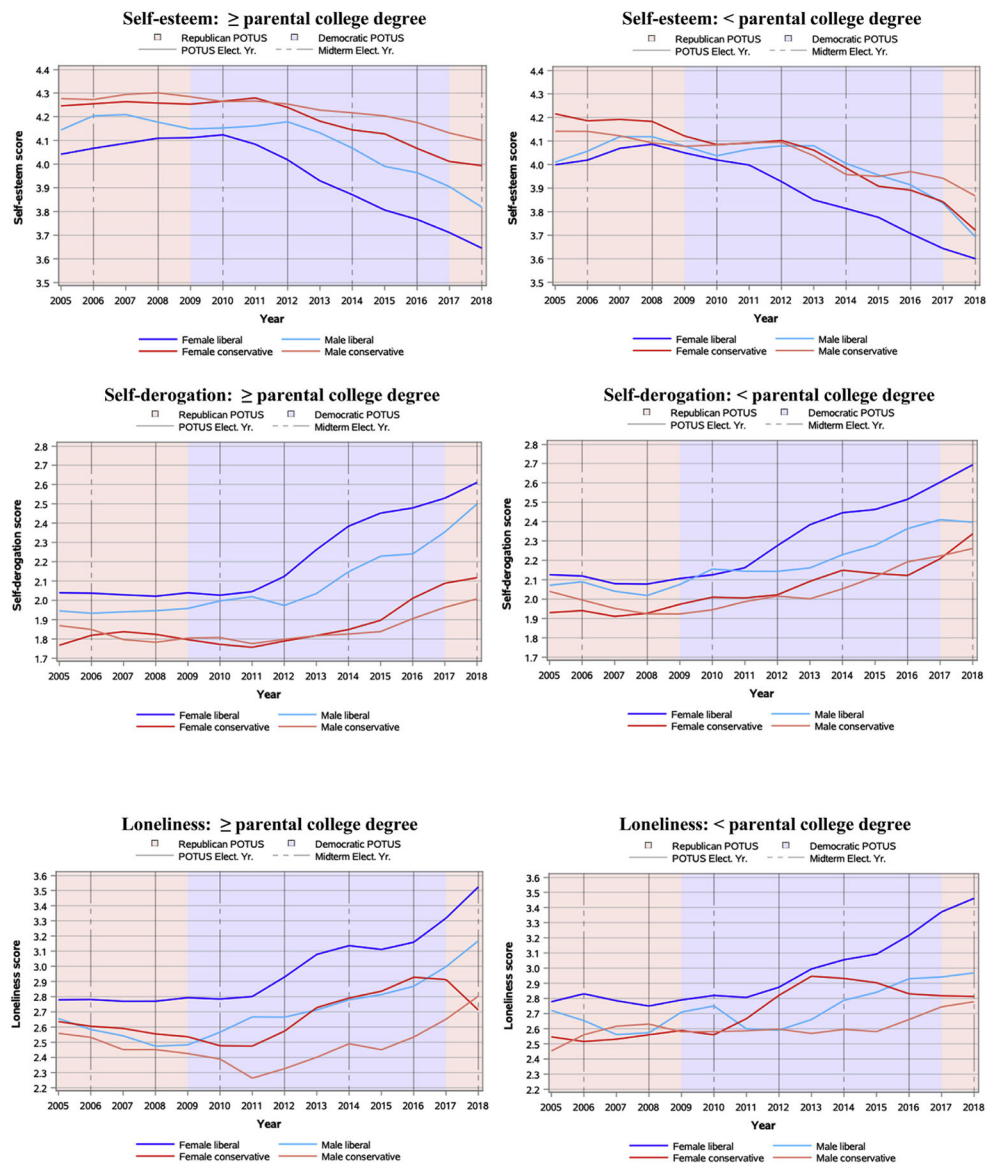 Self-esteem: ≥ parental college degree
Republican POTUS Democratic POTUS
POTUS Elect. Yr. Midterm Elect. Yr.
4.4
4.3
4.2
4.1
4.0
3.9
3.8
3.7
3.6
3.5
Self-esteem score
2005 2006 2007 2008 2009 2010 2011 2012 2013 2014 2015 2016 2017 2018
Year
Female liberal Male liberal
Female conservative Male conservative
Self-esteem: < parental college degree
Republican POTUS Democratic POTUS
POTUS Elect. Yr. Midterm Elect. Yr.
4.4
4.3
4.2
4.1
4.0
3.9
3.8
3.7
3.6
3.5
Self-esteem score
2005 2006 2007 2008 2009 2010 2011 2012 2013 2014 2015 2016 2017 2018
Year
Female liberal Male liberal
Female conservative Male conservative
Self-derogation: ≥ parental college degree
Republican POTUS Democratic POTUS
POTUS Elect. Yr. Midterm Elect. Yr.
2.8
2.7
2.6
2.5
2.4
2.3
2.2
2.1
2.0
1.9
1.8
1.7
Self-derogation score
2005 2006 2007 2008 2009 2010 2011 2012 2013 2014 2015 2016 2017 2018
Year
Female liberal Male liberal
Female conservative Male conservative
Self-derogation: < parental college degree
Republican POTUS Democratic POTUS
POTUS Elect. Yr. Midterm Elect. Yr.
2.8
2.7
2.6
2.5
2.4
2.3
2.2
2.1
2.0
1.9
1.8
1.7
Self-derogation score
2005 2006 2007 2008 2009 2010 2011 2012 2013 2014 2015 2016 2017 2018
Year
Female liberal Male liberal
Female conservative Male conservative
Loneliness: ≥ parental college degree
Republican POTUS Democratic POTUS
POTUS Elect. Yr. Midterm Elect. Yr.
3.6
3.5
3.4
3.3
3.2
3.1
3.0
2.9
2.8
2.7
2.6
2.5
2.4
2.3
2.2
Loneliness score
2005 2006 2007 2008 2009 2010 2011 2012 2013 2014 2015 2016 2017 2018
Year
Female liberal Male liberal
Female conservative Male conservative
Loneliness: < parental college degree
Republican POTUS Democratic POTUS
POTUS Elect. Yr. Midterm Elect. Yr.
3.6
3.5
3.4
3.3
3.2
3.1
3.0
2.9
2.8
2.7
2.6
2.5
2.4
2.3
2.2
Loneliness score
2005 2006 2007 2008 2009 2010 2011 2012 2013 2014 2015 2016 2017 2018
Year
Female liberal Male liberal
Female conservative Male conservative